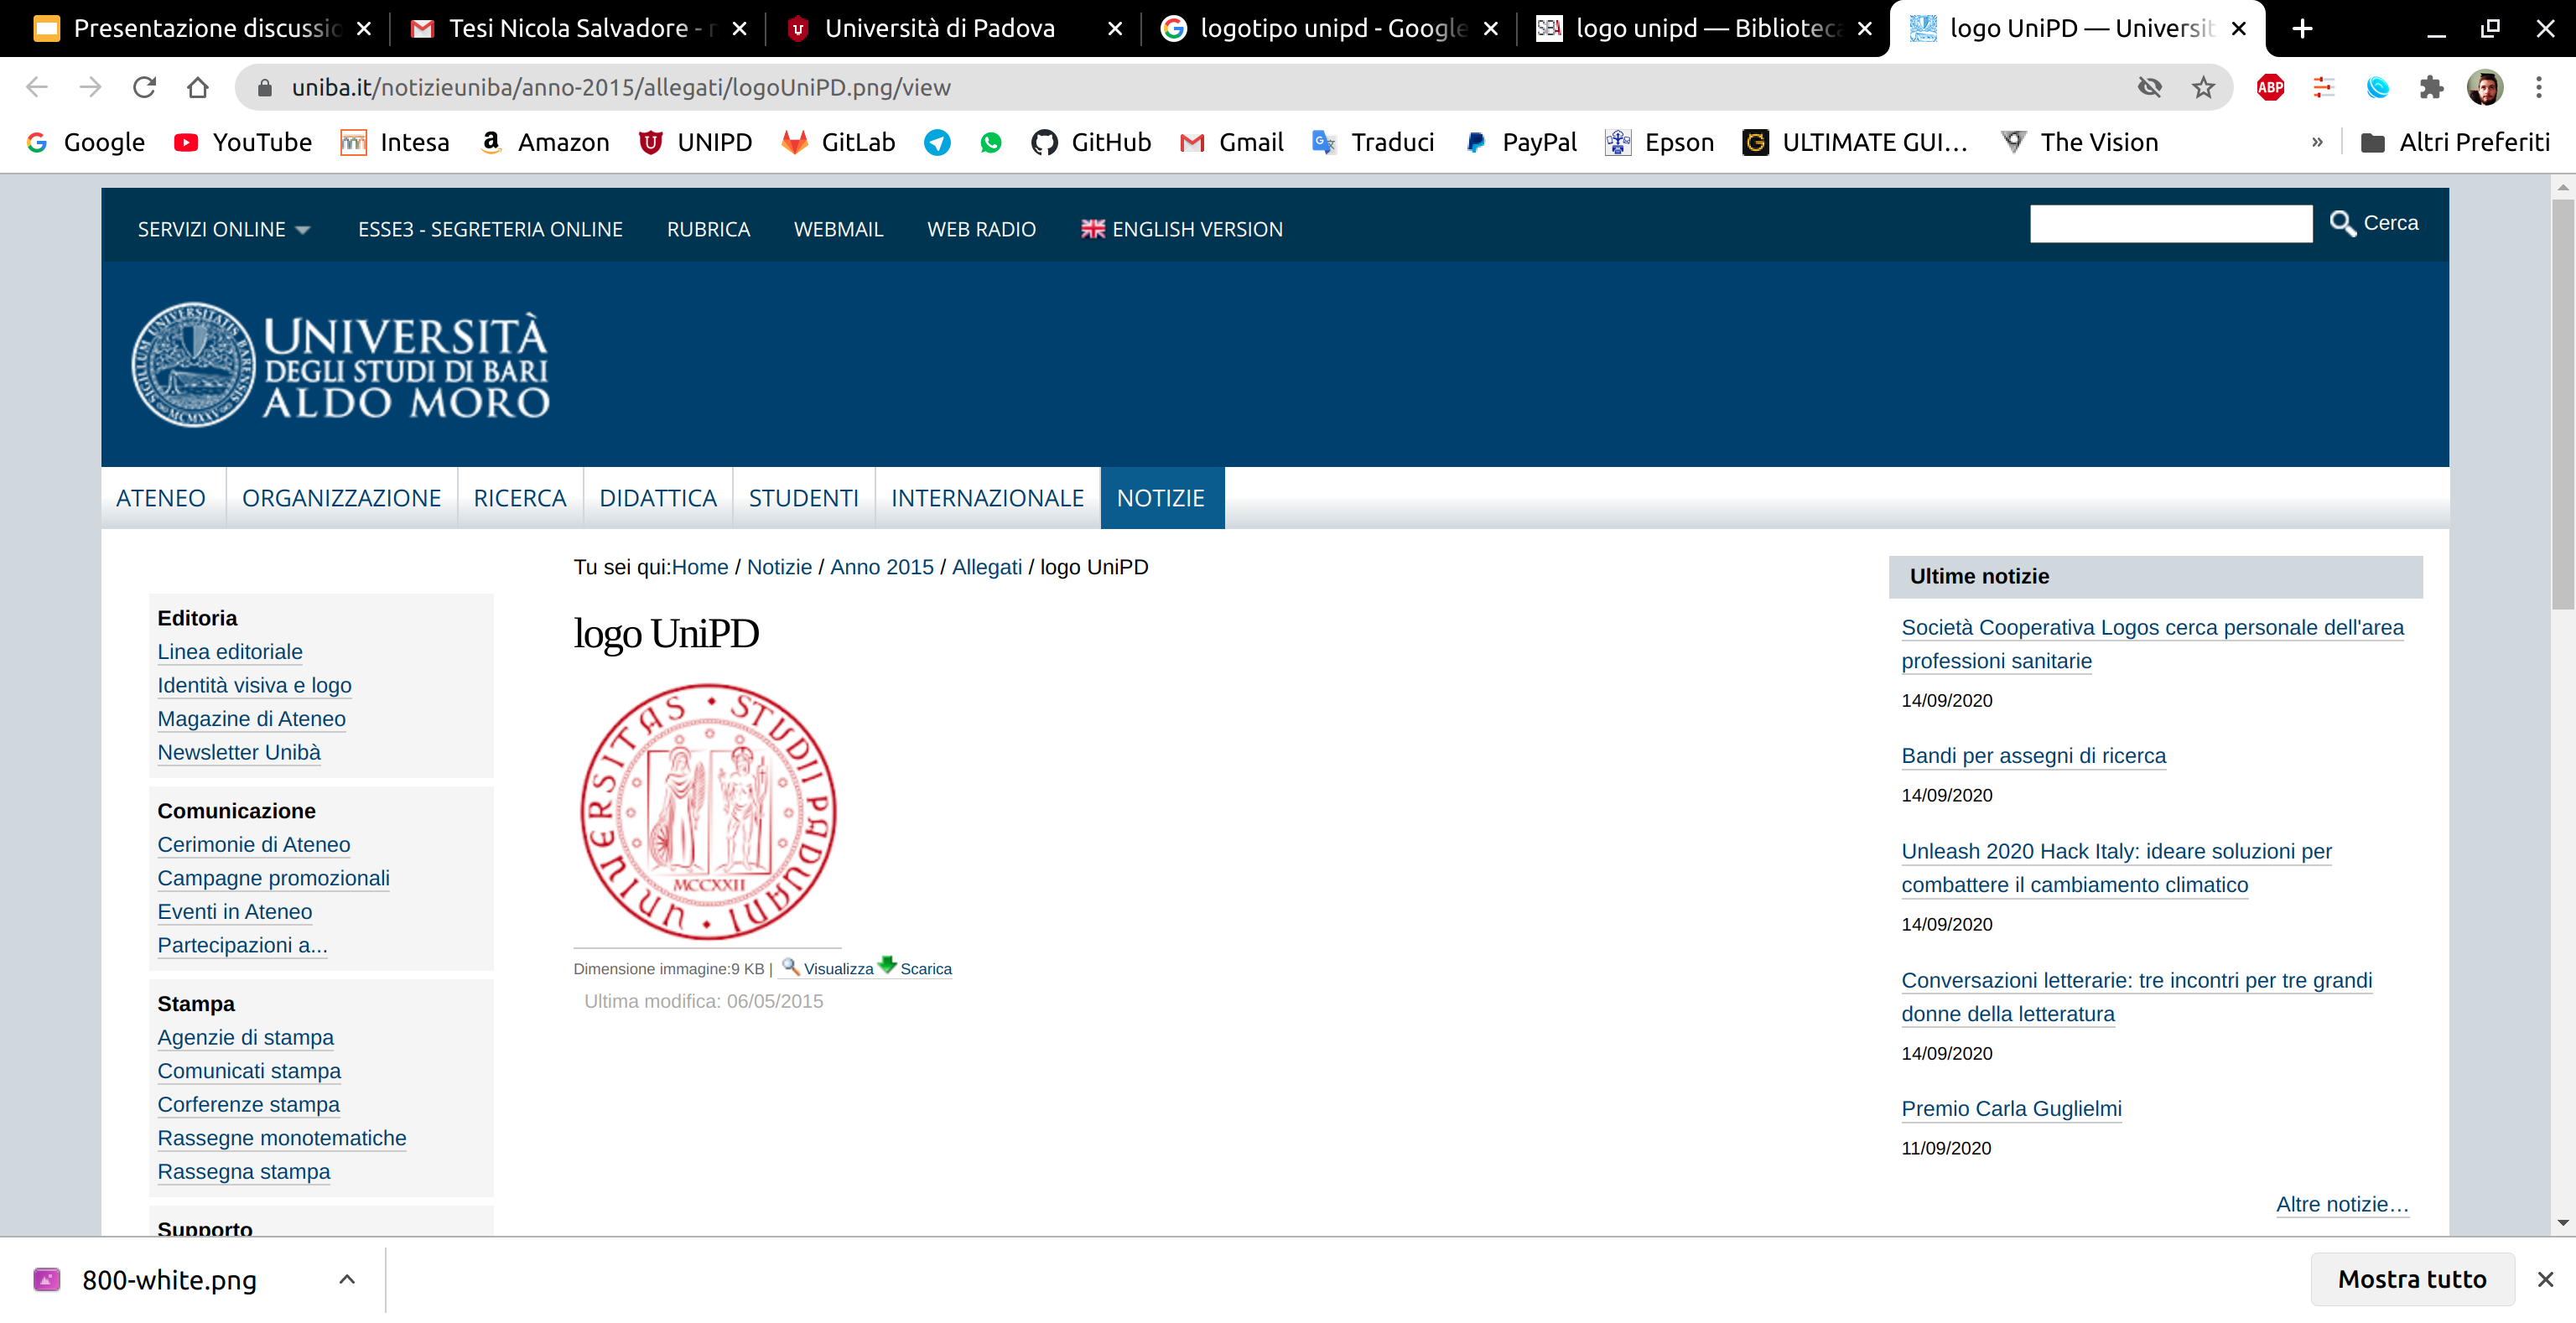 Presentazione discussio
Tesi Nicola Salvadore -
Università di Padova
logotipo unipd - Google
logo unipd — Biblioteca
logo UniPD — Universit
uniba.it/notizieuniba/anno-2015/allegati/logoUniPD.png/view
ABP
Google
YouTube
Intesa
Amazon
UNIPD
GitLab
GitHub
Gmail
Traduci
PayPal
Epson
ULTIMATE GUI...
The Vision
»
Altri Preferiti
SERVIZI ONLINE
ESSE3 - SEGRETERIA ONLINE
RUBRICA
WEBMAIL
WEB RADIO
ENGLISH VERSION
Cerca
UNIVERSITÀ
DEGLI STUDI DI BARI
ALDO MORO
ATENEO
ORGANIZZAZIONE
RICERCA
DIDATTICA
STUDENTI
INTERNAZIONALE
NOTIZIE
Tu sei qui:Home / Notizie / Anno 2015 / Allegati / logo UniPD
logo UniPD
UNIVERSITAS • STUDII PADUANI •
MCCXXII
Dimensione immagine:9 KB | Visualizza Scarica
Ultima modifica: 06/05/2015
Editoria
Linea editoriale
Identità visiva e logo
Magazine di Ateneo
Newsletter Unibà
Comunicazione
Cerimonie di Ateneo
Campagne promozionali
Eventi in Ateneo
Partecipazioni a...
Stampa
Agenzie di stampa
Comunicati stampa
Corferenze stampa
Rassegne monotematiche
Rassegna stampa
Supporto
Ultime notizie
Società Cooperativa Logos cerca personale dell'area
professioni sanitarie
14/09/2020
Bandi per assegni di ricerca
14/09/2020
Unleash 2020 Hack Italy: ideare soluzioni per
combattere il cambiamento climatico
14/09/2020
Conversazioni letterarie: tre incontri per tre grandi
donne della letteratura
14/09/2020
Premio Carla Guglielmi
11/09/2020
Altre notizie…
800-white.png
Mostra tutto